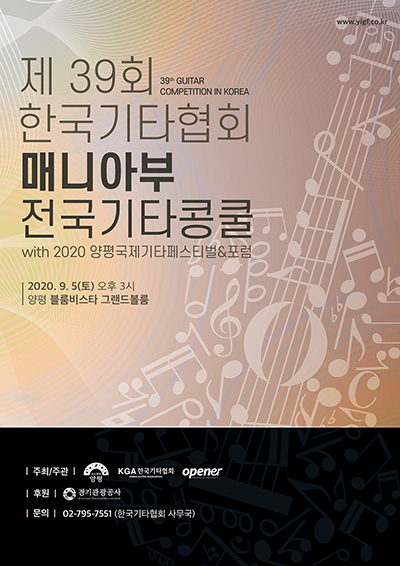 www.yigf.co.kr
제 39회
39th GUITAR
COMPETITION IN KOREA
한국기타협회
매니아부
전국기타콩쿨
with 2020 양평국제기타페스티벌&포럼
2020. 9. 5(토) 오후 3시
양평 블룸비스타 그랜드볼룸
주최/주관 양평 KGA 한국기타협회 opener
후원 경기관광공사
문의 02-795-7551 (한국기타협회 사무국)